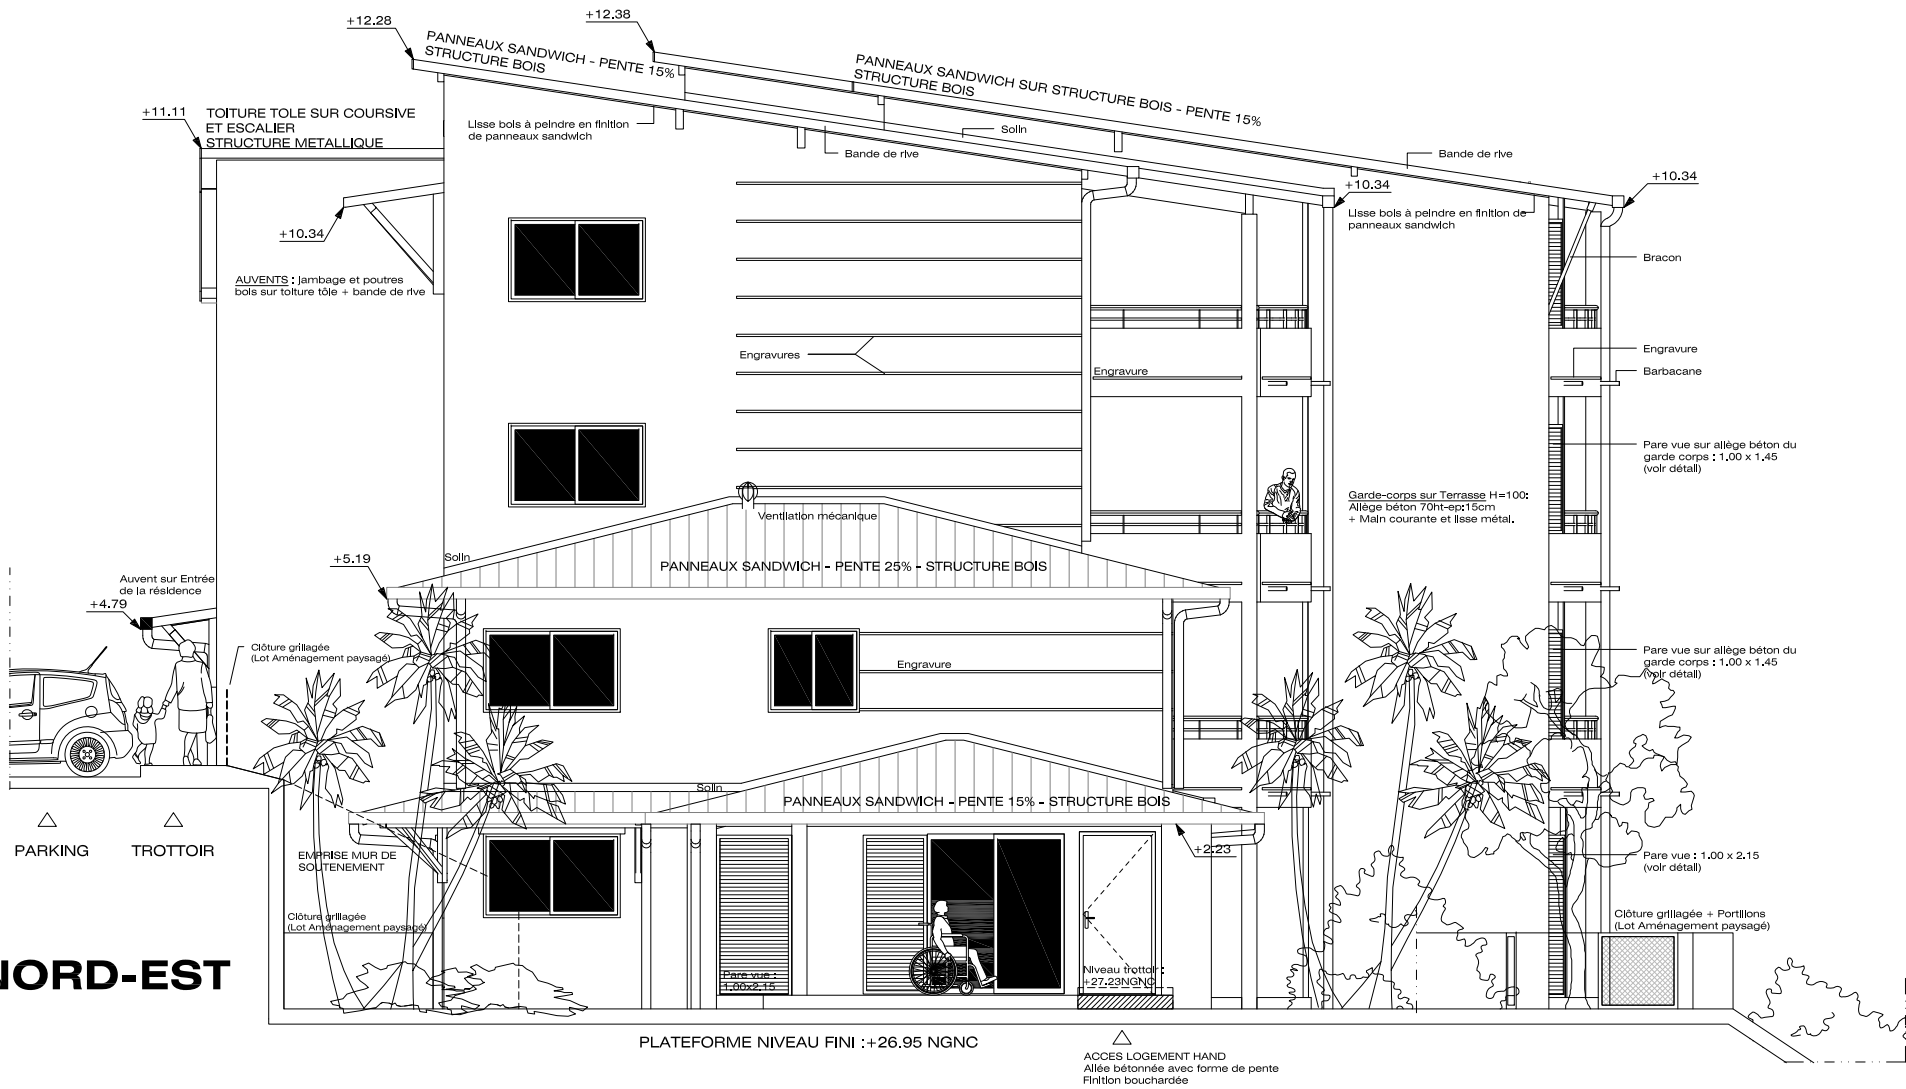 +12.28
+12.38
PANNEAUX SANDWICH - PENTE 15%
STRUCTURE BOIS
PANNEAUX SANDWICH SUR STRUCTURE BOIS - PENTE 15%
STRUCTURE BOIS
+11.11
TOITURE TOLE SUR COURSIVE
ET ESCALIER
STRUCTURE METALLIQUE
Lisse bois à peindre en finition
de panneaux sandwich
Solin
Bande de rive
Bande de rive
+10.34
+10.34
Lisse bois à peindre en finition de
panneaux sandwich
+10.34
AUVENTS : jambage et poutres
bois sur toiture tôle + bande de rive
Bracon
Engravures
Engravure
Engravure
Barbacane
Pare vue sur allège béton du
garde corps : 1.00 x 1.45
(voir détail)
Garde-corps sur Terrasse H=100:
Allège béton 70ht-ep:15cm
+ Main courante et lisse métal.
Ventilation mécanique
Solin
+5.19
PANNEAUX SANDWICH - PENTE 25% - STRUCTURE BOIS
Auvent sur Entrée
de la résidence
+4.79
Clôture grillagée
(Lot Aménagement paysagé)
Engravure
Pare vue sur allège béton du
garde corps : 1.00 x 1.45
(voir détail)
Solin
PANNEAUX SANDWICH - PENTE 15% - STRUCTURE BOIS
PARKING
TROTTOIR
EMPRISE MUR DE
SOUTENEMENT
+2.23
Pare vue : 1.00 x 2.15
(voir détail)
Clôture grillagée
(Lot Aménagement paysagé)
Clôture grillagée + Portillons
(Lot Aménagement paysagé)
NORD-EST
Pare vue :
1.00x2.15
Niveau trottoir :
+27.23NGNC
PLATEFORME NIVEAU FINI :+26.95 NGNC
ACCES LOGEMENT HAND
Allée bétonnée avec forme de pente
Finition bouchardée